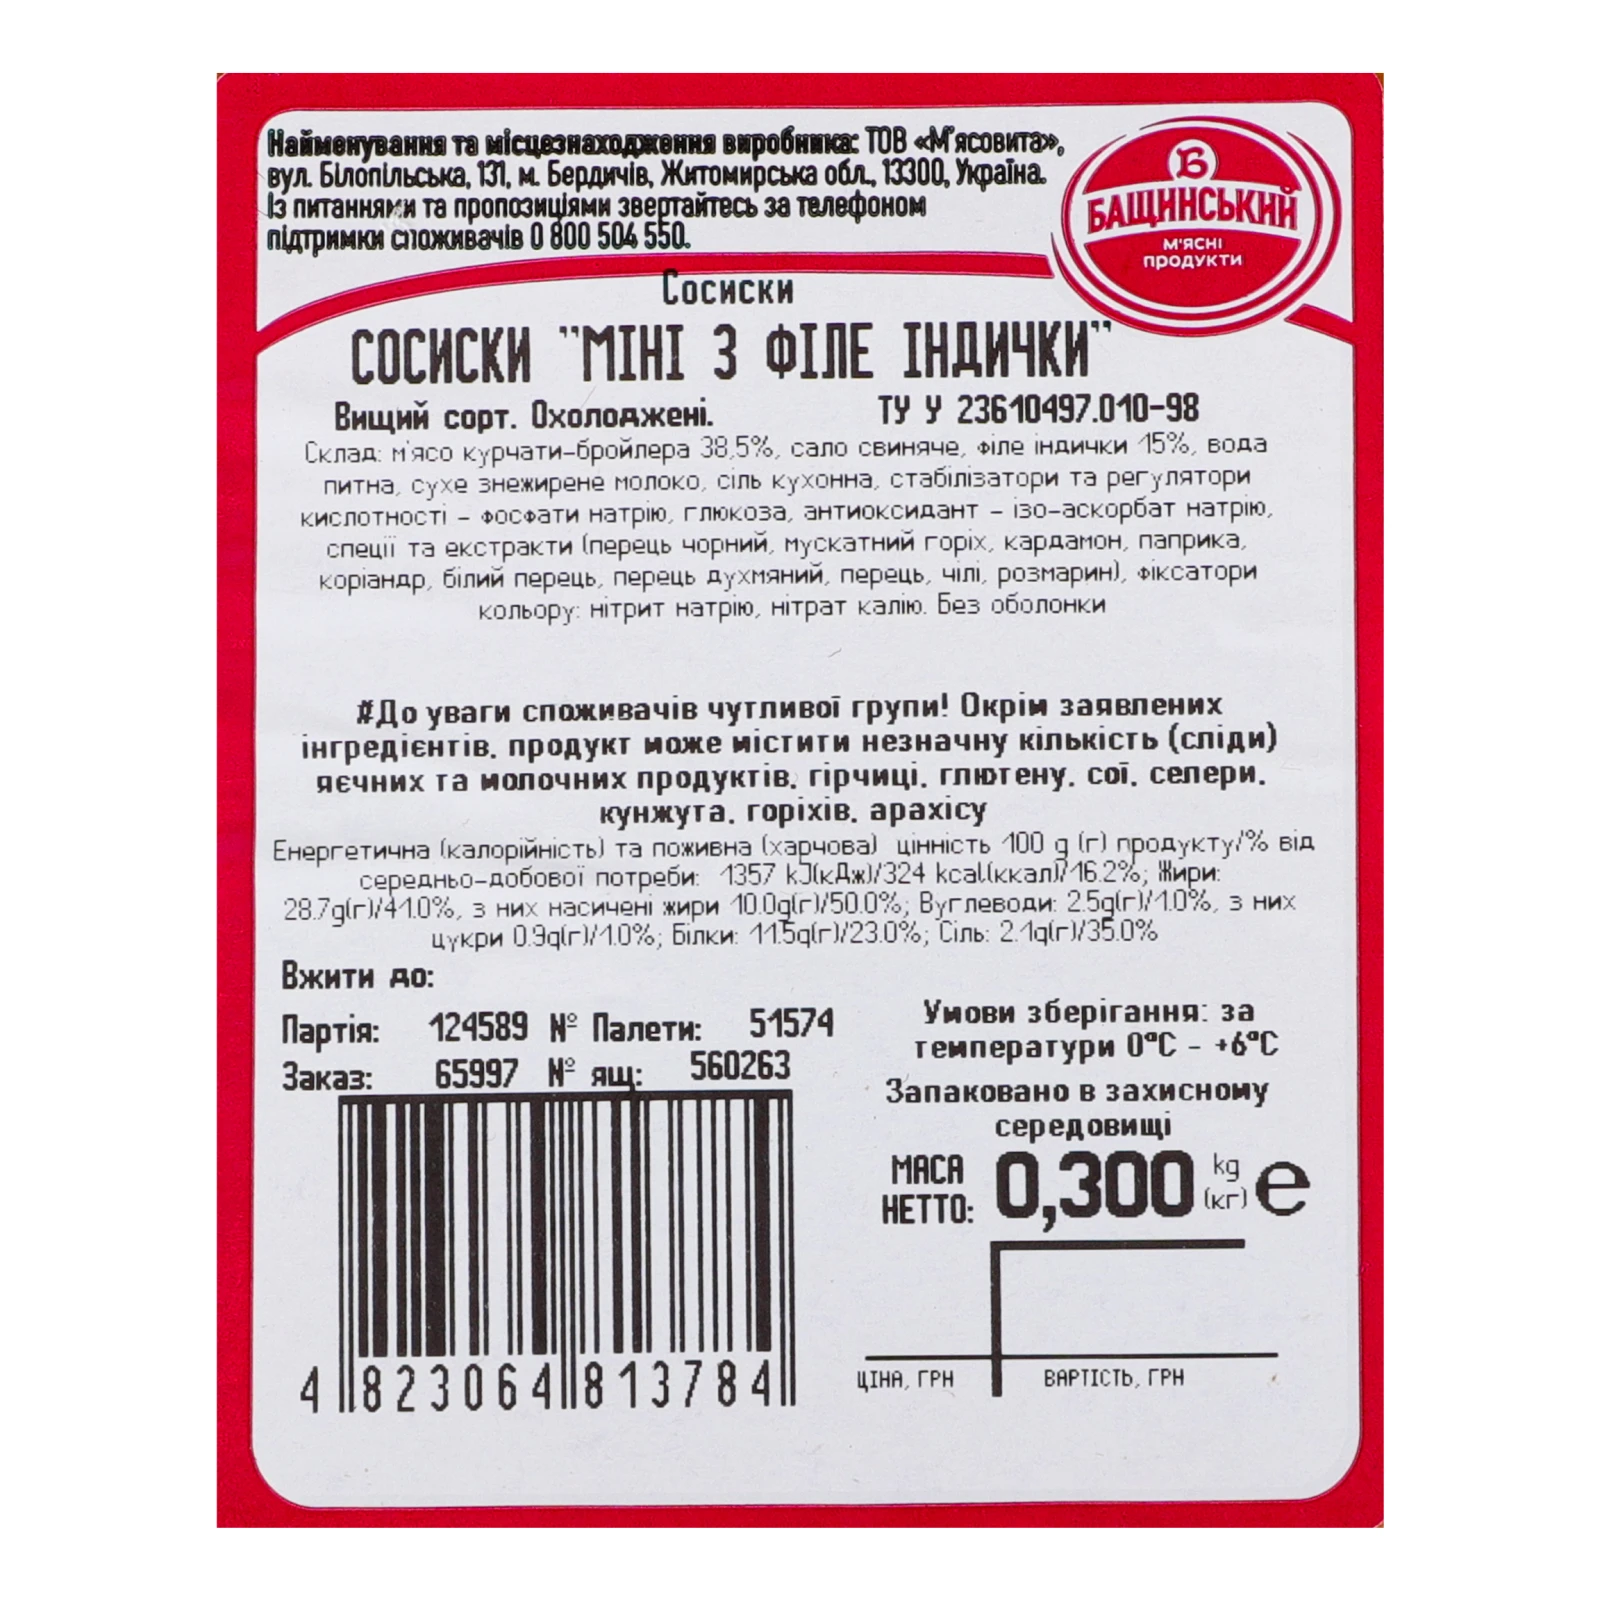 Найменування та місцезнаходження виробника: ТОВ «М'ясовита»,
вул. Білопільська, 131, м. Бердичів, Житомирська обл., 13300, Україна.
Із питаннями та пропозиціями звертайтесь за телефоном
підтримки споживачів 0 800 504 550.
В
БАЩИНСЬКИЙ
М'ЯСНІ
ПРОДУКТИ
Сосиски
СОСИСКИ "МІНІ З ФІЛЕ ІНДИЧКИ"
Вищий сорт. Охолоджені. ТУ У 23610497.010-98
Склад: м'ясо курчати-бройлера 38,5%, сало свиняче, філе індички 15%, вода
питна, сухе знежирене молоко, сіль кухонна, стабілізатори та регулятори
кислотності - фосфати натрію, глюкоза, антиоксидант - ізо-аскорбат натрію,
спеції та екстракти (перець чорний, мускатний горіх, кардамон, паприка,
коріандр, білий перець, перець духмяний, перець, чілі, розмарин), фіксатори
кольору: нітрит натрію, нітрат калію. Без оболонки
#До уваги споживачів чутливої групи! Окрім заявлених
інгредієнтів, продукт може містити незначну кількість (сліди)
яєчних та молочних продуктів, гірчиці, глютену, сої, селери,
кунжута, горіхів, арахісу
Енергетична (калорійність) та поживна (харчова) цінність 100 g (г) продукту/% від
середньо-добової потреби: 1357 kJ(кДж)/324 kcal(ккал)/16.2%; Жири:
28.7g(г)/41.0%, з них насичені жири 10.0g(г)/50.0%; Вуглеводи: 2.5g(г)/1.0%, з них
цукри 0.9g(г)/1.0%; Білки: 11.5g(г)/23.0%; Сіль: 2.1g(г)/35.0%
Вжити до:
Партія: 124589 № Палети: 51574
Заказ: 65997 № ящ: 560263
Умови зберігання: за
температури 0°C - +6°C
Запаковано в захисному
середовищі
МАСА
НЕТТО: 0,300 kg
(кг) e
ЦІНА, ГРН ВАРТІСТЬ, ГРН
4 823064 813784